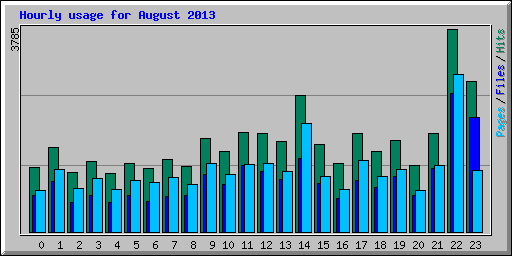 Hourly usage for August 2013
3785
Pages / Files / Hits
0 1 2 3 4 5 6 7 8 9 10 11 12 13 14 15 16 17 18 19 20 21 22 23